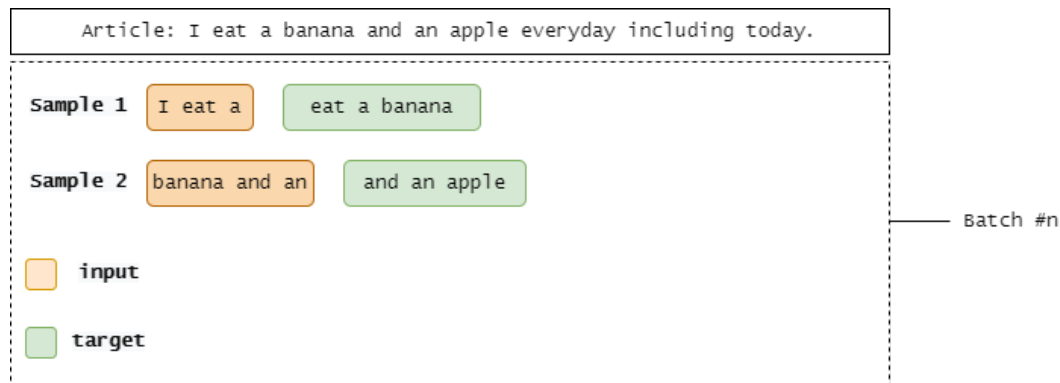 Article: I eat a banana and an apple everyday including today.
Sample 1 I eat a eat a banana
Sample 2 banana and an and an apple
Batch #n
input
target